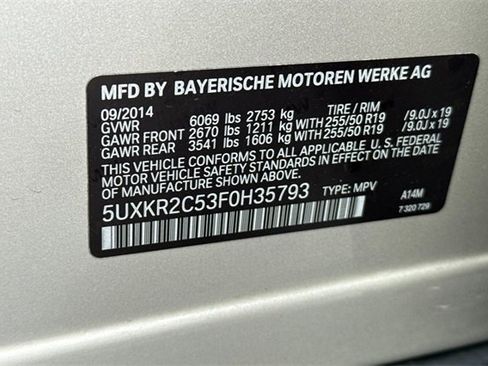 MFD BY BAYERISCHE MOTOREN WERKE AG
09/2014 TIRE / RIM
GVWR 6069 lbs 2753 kg
GAWR FRONT 2670 lbs 1211 kg WITH 255/50 R19 /9.0J x 19
GAWR REAR 3541 lbs 1606 kg WITH 255/50 R19 /9.0J x 19
THIS VEHICLE CONFORMS TO ALL APPLICABLE U.S. FEDERAL
MOTOR VEHICLE SAFETY STANDARDS IN EFFECT ON THE DATE
OF MANUFACTURE SHOWN ABOVE.
5UXKR2C53F0H35793 TYPE: MPV A14M
7 320 729